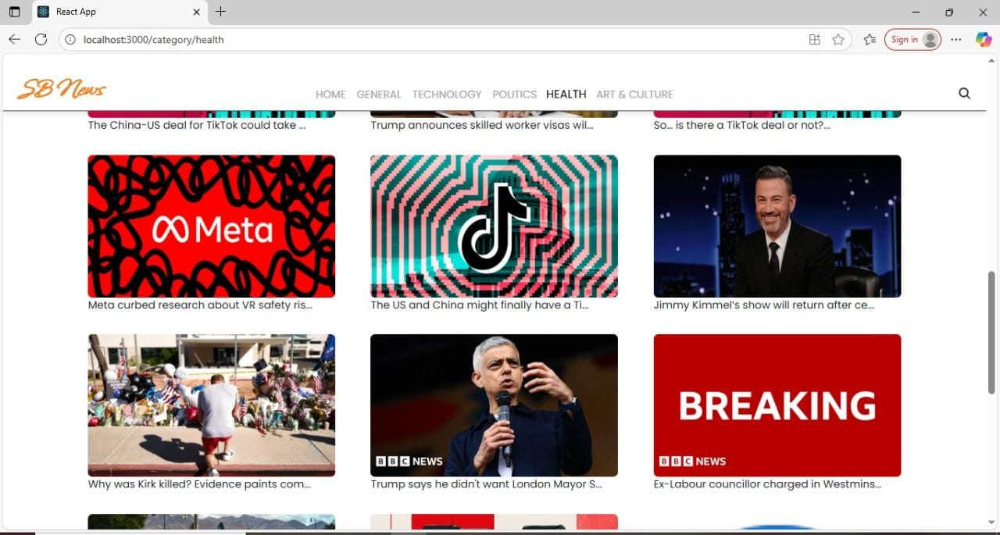 React App
localhost:3000/category/health
Sign in
SB News
HOME GENERAL TECHNOLOGY POLITICS HEALTH ART & CULTURE
The China-US deal for TikTok could take ...
Trump announces skilled worker visas wil...
So... is there a TikTok deal or not?...
Meta
Meta curbed research about VR safety ris...
The US and China might finally have a Ti...
Jimmy Kimmel's show will return after ce...
BBC NEWS
BREAKING
BBC NEWS
Why was Kirk killed? Evidence paints com...
Trump says he didn't want London Mayor S...
Ex-Labour councillor charged in Westmins...